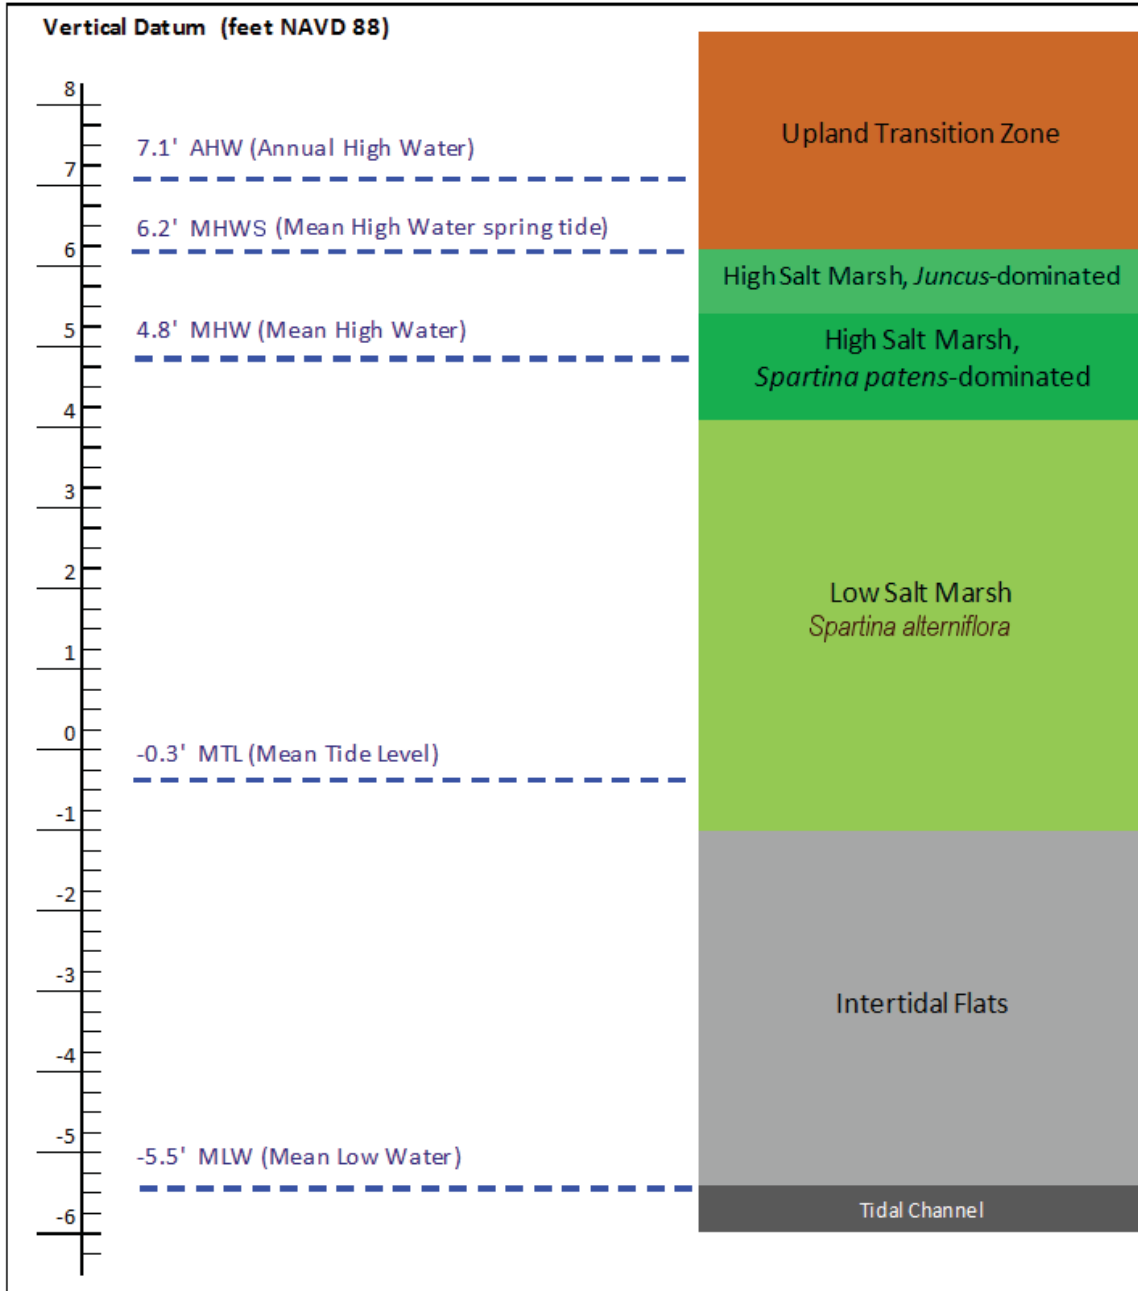 Vertical Datum (feet NAVD 88)
8
7.1' AHW (Annual High Water)
Upland Transition Zone
7
6.2' MHWS (Mean High Water spring tide)
6
High Salt Marsh, Juncus-dominated
5
4.8' MHW (Mean High Water)
High Salt Marsh,
Spartina patens-dominated
4
3
2
Low Salt Marsh
Spartina alterniflora
1
0
-0.3' MTL (Mean Tide Level)
-1
-2
-3
Intertidal Flats
-4
-5
-5.5' MLW (Mean Low Water)
-6
Tidal Channel